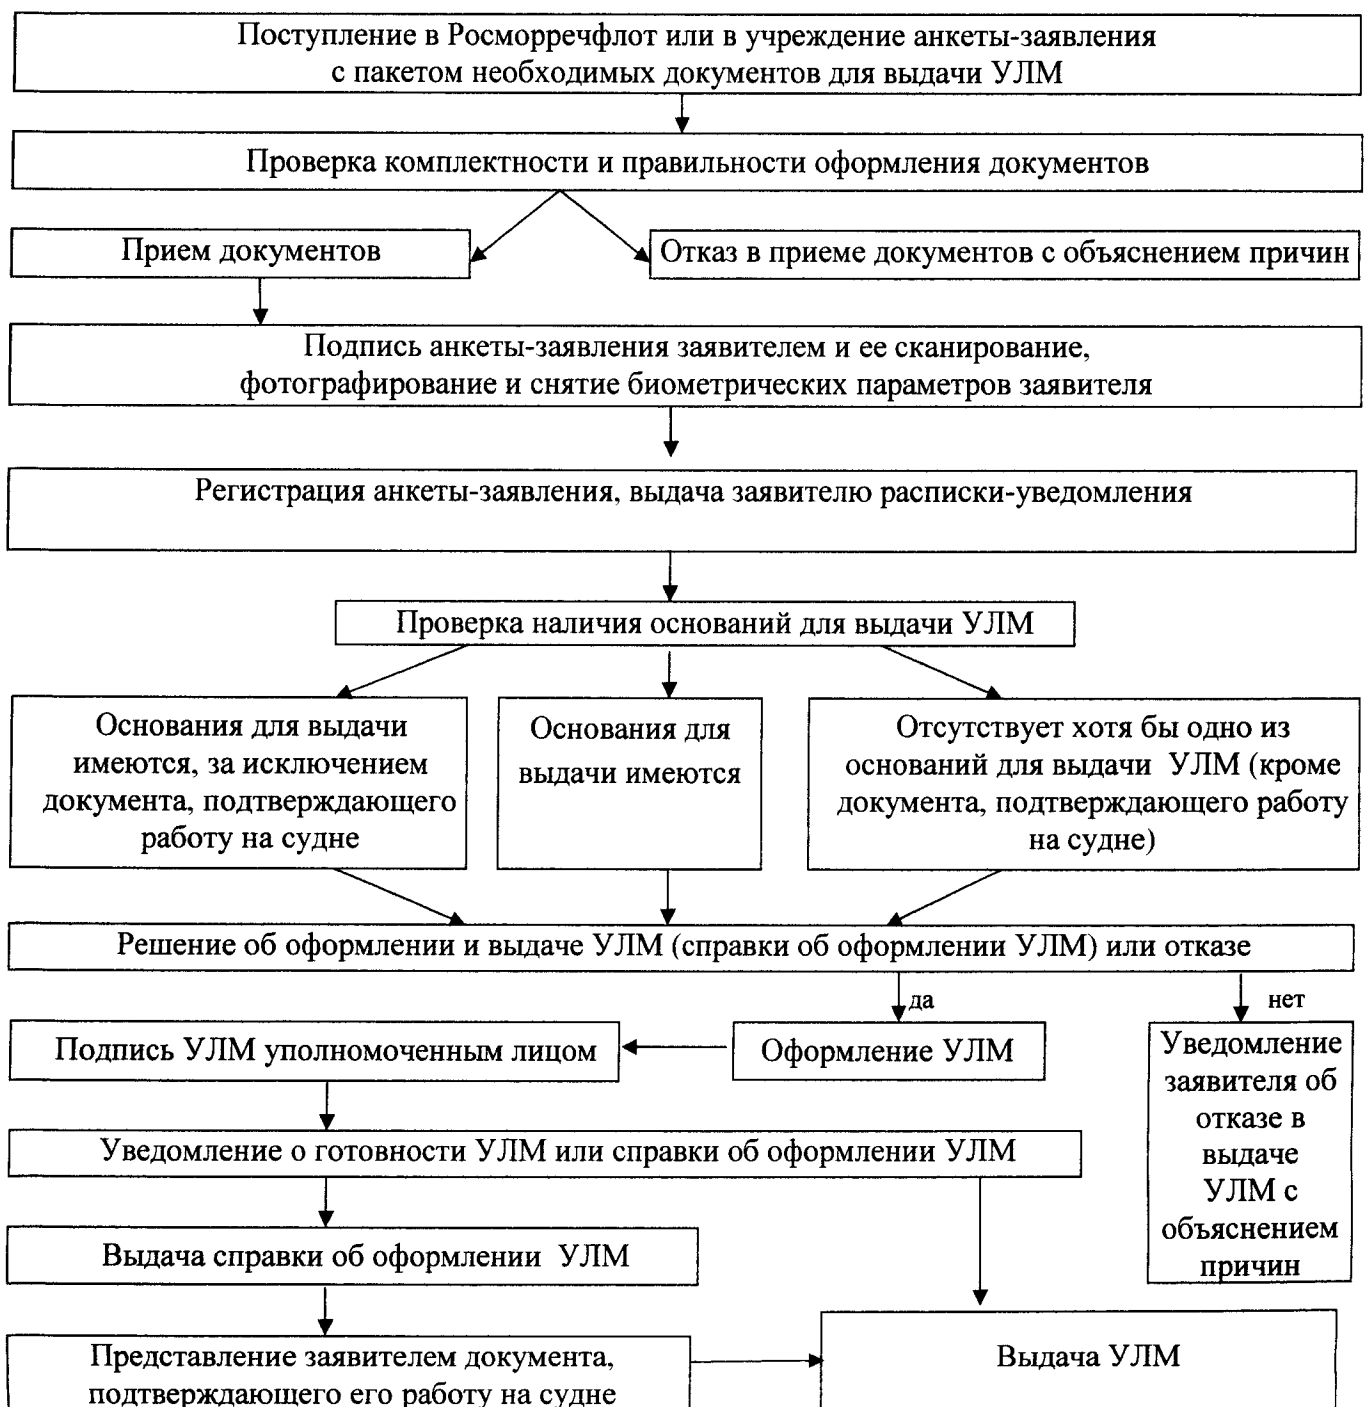 Поступление в Росморречфлот или в учреждение анкеты-заявления
с пакетом необходимых документов для выдачи УЛМ
Проверка комплектности и правильности оформления документов
Прием документов
Отказ в приеме документов с объяснением причин
Подпись анкеты-заявления заявителем и ее сканирование,
фотографирование и снятие биометрических параметров заявителя
Регистрация анкеты-заявления, выдача заявителю расписки-уведомления
Проверка наличия оснований для выдачи УЛМ
Основания для выдачи
имеются, за исключением
документа, подтверждающего
работу на судне
Основания для
выдачи имеются
Отсутствует хотя бы одно из
оснований для выдачи УЛМ (кроме
документа, подтверждающего работу
на судне)
Решение об оформлении и выдаче УЛМ (справки об оформлении УЛМ) или отказе
да
нет
Подпись УЛМ уполномоченным лицом
Оформление УЛМ
Уведомление
заявителя об
отказе в
выдаче
УЛМ с
объяснением
причин
Уведомление о готовности УЛМ или справки об оформлении УЛМ
Выдача справки об оформлении УЛМ
Представление заявителем документа,
подтверждающего его работу на судне
Выдача УЛМ